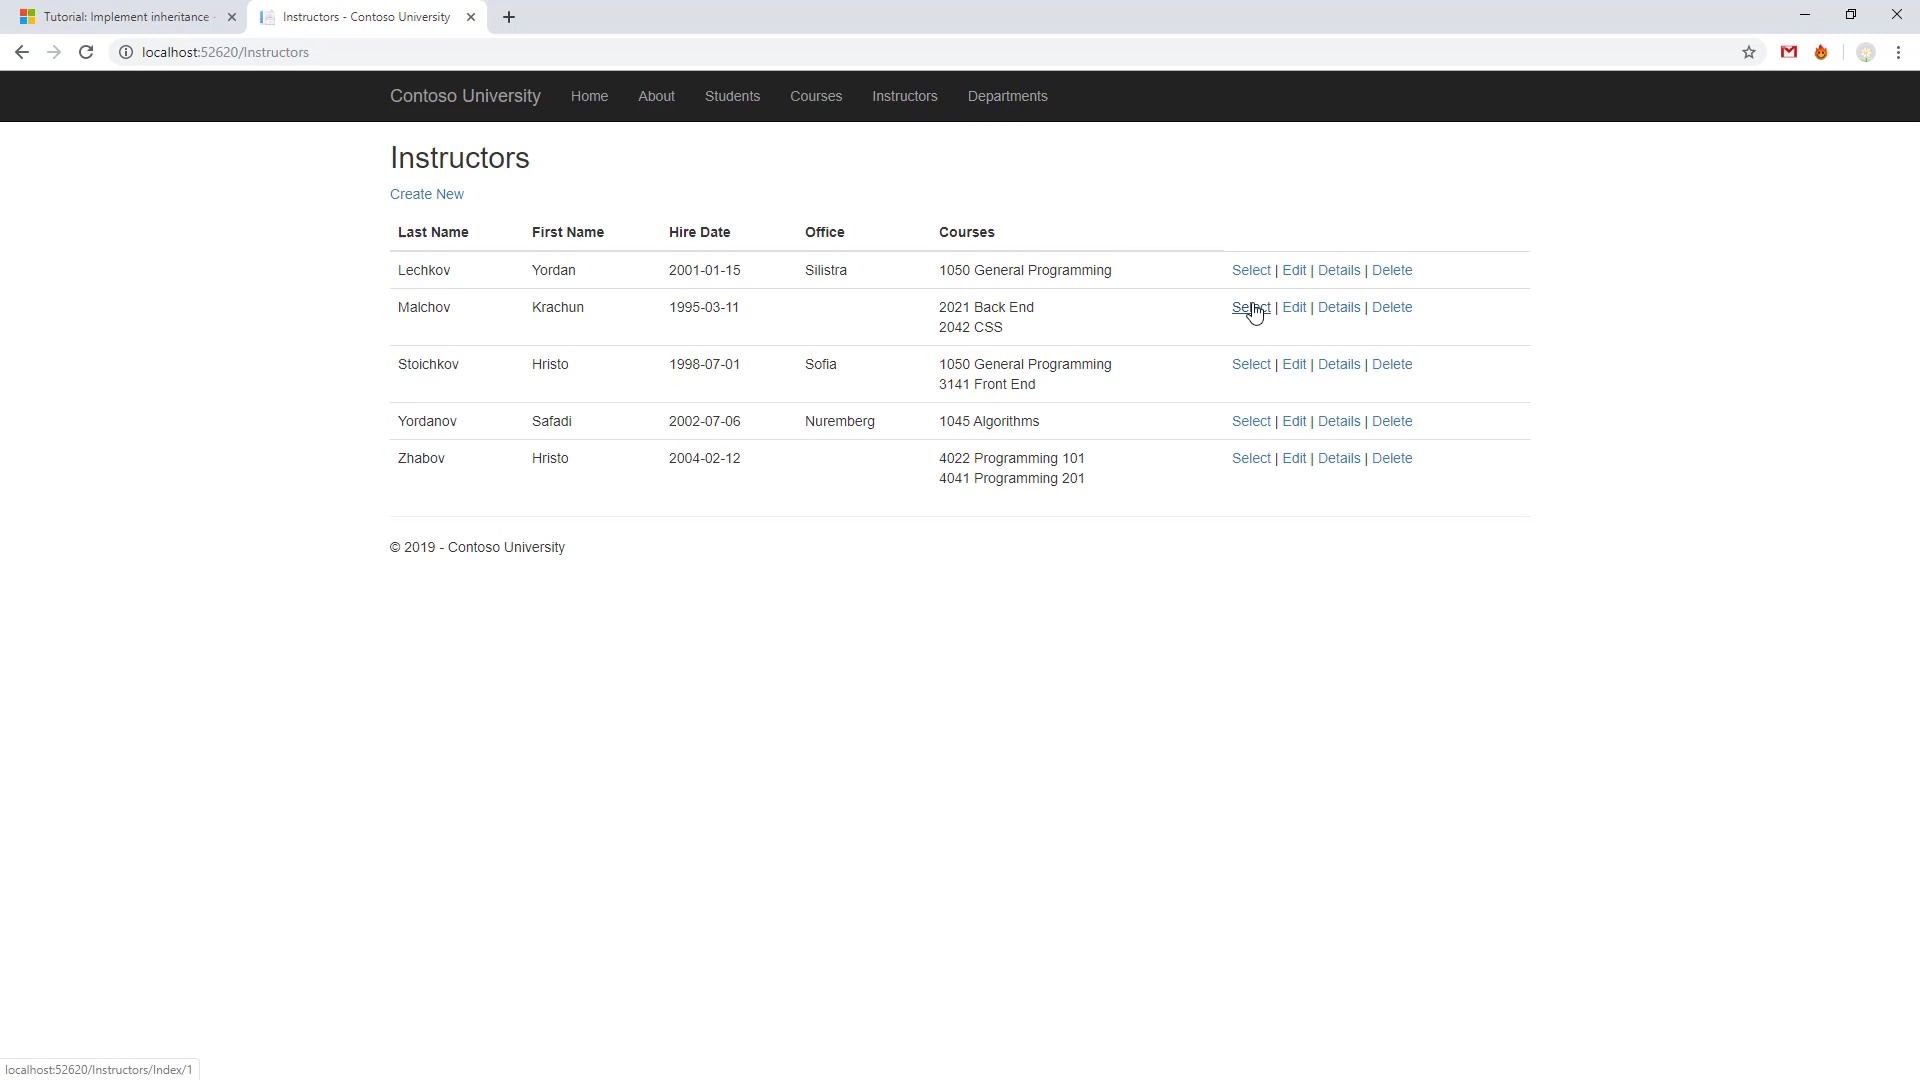 Tutorial: Implement inheritance
Instructors - Contoso University
localhost:52620/Instructors
Contoso University Home About Students Courses Instructors Departments
Instructors
Create New
Last Name First Name Hire Date Office Courses
Lechkov Yordan 2001-01-15 Silistra 1050 General Programming Select | Edit | Details | Delete
Malchov Krachun 1995-03-11 2021 Back End Select | Edit | Details | Delete
2042 CSS
Stoichkov Hristo 1998-07-01 Sofia 1050 General Programming Select | Edit | Details | Delete
3141 Front End
Yordanov Safadi 2002-07-06 Nuremberg 1045 Algorithms Select | Edit | Details | Delete
Zhabov Hristo 2004-02-12 4022 Programming 101 Select | Edit | Details | Delete
4041 Programming 201
© 2019 - Contoso University
localhost:52620/Instructors/Index/1